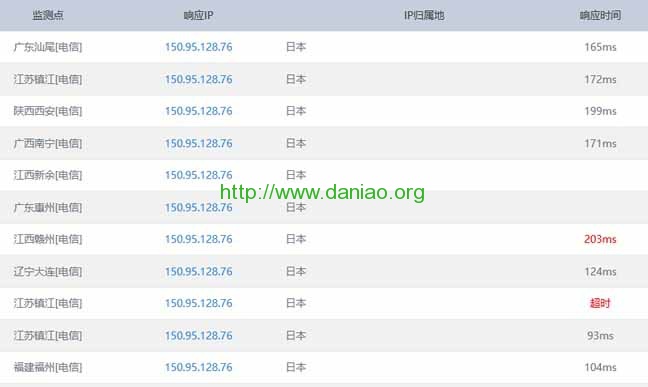 监测点 响应IP IP归属地 响应时间
广东汕尾[电信] 150.95.128.76 日本 165ms
江苏镇江[电信] 150.95.128.76 日本 172ms
陕西西安[电信] 150.95.128.76 日本 199ms
广西南宁[电信] 150.95.128.76 日本 171ms
江西新余[电信] 150.95.128.76 日本
http://www.daniao.org
广东惠州[电信] 150.95.128.76 日本
江西赣州[电信] 150.95.128.76 日本 203ms
辽宁大连[电信] 150.95.128.76 日本 124ms
江苏镇江[电信] 150.95.128.76 日本 超时
江苏镇江[电信] 150.95.128.76 日本 93ms
福建福州[电信] 150.95.128.76 日本 104ms